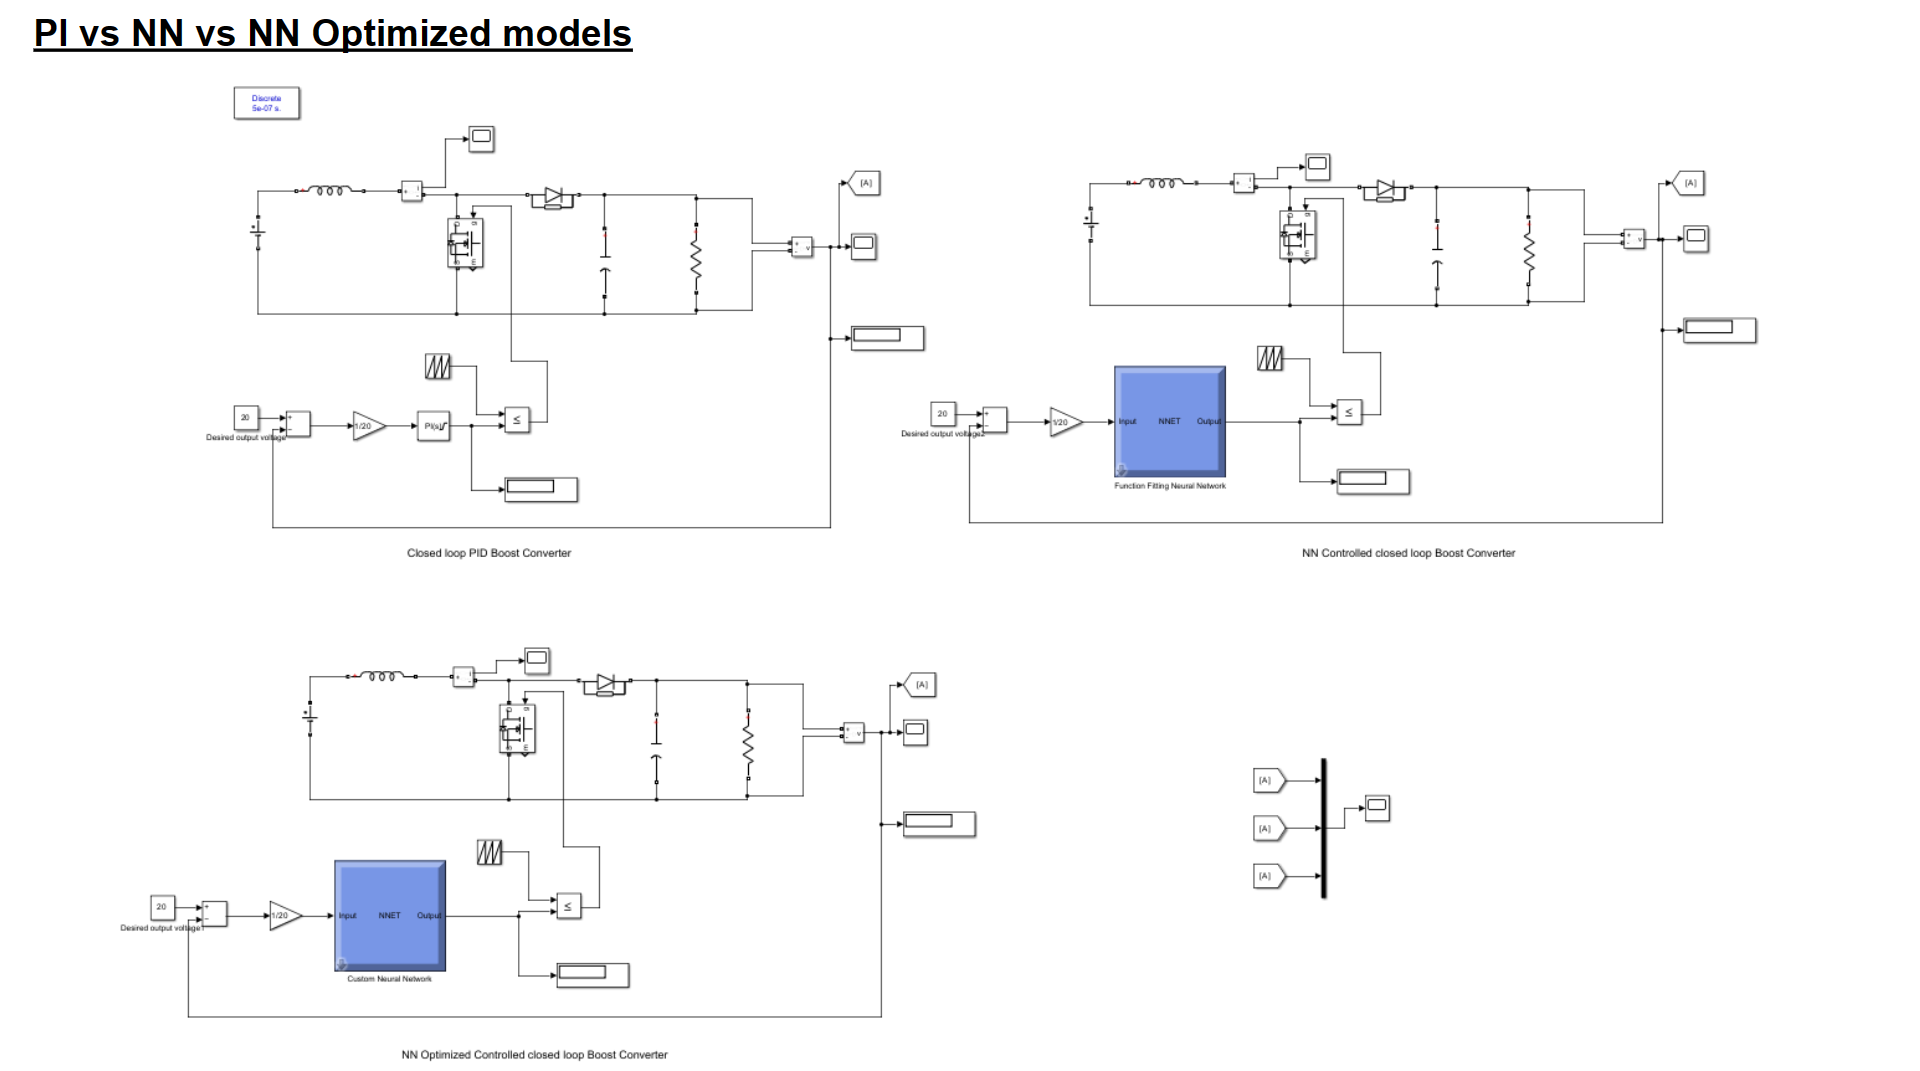 PI vs NN vs NN Optimized models
Discrete
5e-07 s.
[A]
20
Desired output voltage
1/20
PI(s)
≤
Closed loop PID Boost Converter
[A]
20
Desired output voltage2
1/20
Input NNET Output
Function Fitting Neural Network
≤
NN Controlled closed loop Boost Converter
[A]
20
Desired output voltage1
1/20
Input NNET Output
Custom Neural Network
≤
NN Optimized Controlled closed loop Boost Converter
[A]
[A]
[A]